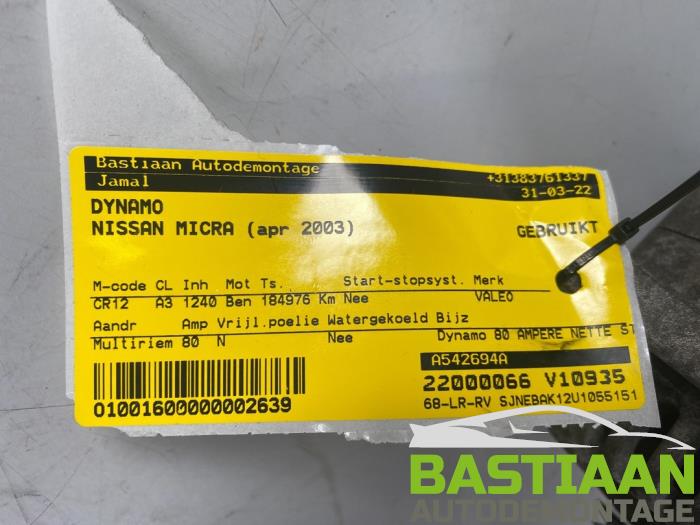 Bastiaan Autodemontage +31383761337
Jamal 31-03-22
DYNAMO
NISSAN MICRA (apr 2003) GEBRUIKT
M-code CL Inh Mot Ts. Start-stopsyst. Merk
CR12 A3 1240 Ben 184976 Km Nee VALEO
Aandr Amp Vrijl.poelie Watergekoeld Bijz
Multiriem 80 N Nee Dynamo 80 AMPERE NETTE ST
A542694A
22000066 V10935
0100160000002639
68-LR-RV SJNEBAK12U1055151
BASTIAAN
AUTODEMONTAGE